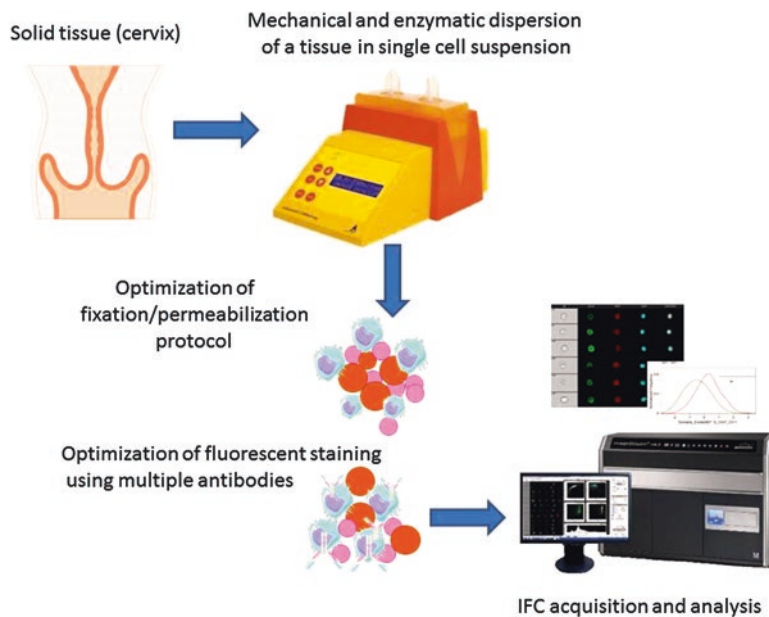 Solid tissue (cervix)
Mechanical and enzymatic dispersion
of a tissue in single cell suspension
Optimization of
fixation/permeabilization
protocol
Optimization of fluorescent staining
using multiple antibodies
IFC acquisition and analysis